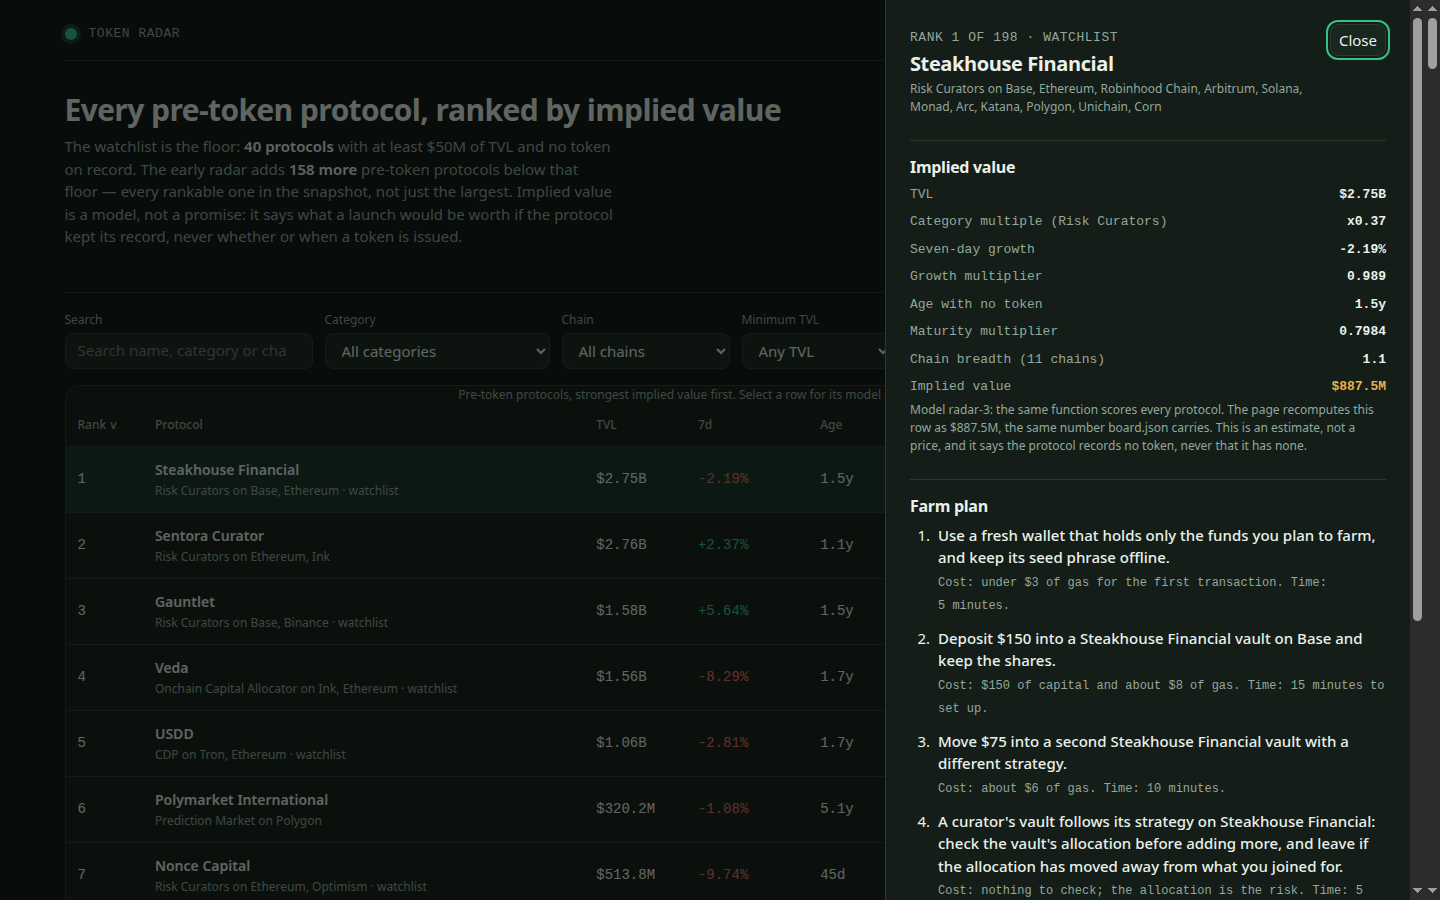 TOKEN RADAR
Every pre-token protocol, ranked by implied value
The watchlist is the floor: 40 protocols with at least $50M of TVL and no token
on record. The early radar adds 158 more pre-token protocols below that
floor — every rankable one in the snapshot, not just the largest. Implied value
is a model, not a promise: it says what a launch would be worth if the protocol
kept its record, never whether or when a token is issued.
Search
Category
Chain
Minimum TVL
Search name, category or cha
All categories
All chains
Any TVL
Pre-token protocols, strongest implied value first. Select a row for its model
Rank v
Protocol
TVL
7d
Age
1
Steakhouse Financial
Risk Curators on Base, Ethereum · watchlist
$2.75B
-2.19%
1.5y
2
Sentora Curator
Risk Curators on Ethereum, Ink
$2.76B
+2.37%
1.1y
3
Gauntlet
Risk Curators on Base, Binance · watchlist
$1.58B
+5.64%
1.5y
4
Veda
Onchain Capital Allocator on Ink, Ethereum · watchlist
$1.56B
-8.29%
1.7y
5
USDD
CDP on Tron, Ethereum · watchlist
$1.06B
-2.81%
1.7y
6
Polymarket International
Prediction Market on Polygon
$320.2M
-1.08%
5.1y
7
Nonce Capital
Risk Curators on Ethereum, Optimism · watchlist
$513.8M
-9.74%
45d
RANK 1 OF 198 · WATCHLIST
Close
Steakhouse Financial
Risk Curators on Base, Ethereum, Robinhood Chain, Arbitrum, Solana,
Monad, Arc, Katana, Polygon, Unichain, Corn
Implied value
TVL $2.75B
Category multiple (Risk Curators) x0.37
Seven-day growth -2.19%
Growth multiplier 0.989
Age with no token 1.5y
Maturity multiplier 0.7984
Chain breadth (11 chains) 1.1
Implied value $887.5M
Model radar-3: the same function scores every protocol. The page recomputes this
row as $887.5M, the same number board.json carries. This is an estimate, not a
price, and it says the protocol records no token, never that it has none.
Farm plan
1. Use a fresh wallet that holds only the funds you plan to farm,
and keep its seed phrase offline.
Cost: under $3 of gas for the first transaction. Time:
5 minutes.
2. Deposit $150 into a Steakhouse Financial vault on Base and
keep the shares.
Cost: $150 of capital and about $8 of gas. Time: 15 minutes to
set up.
3. Move $75 into a second Steakhouse Financial vault with a
different strategy.
Cost: about $6 of gas. Time: 10 minutes.
4. A curator's vault follows its strategy on Steakhouse Financial:
check the vault's allocation before adding more, and leave if
the allocation has moved away from what you joined for.
Cost: nothing to check; the allocation is the risk. Time: 5